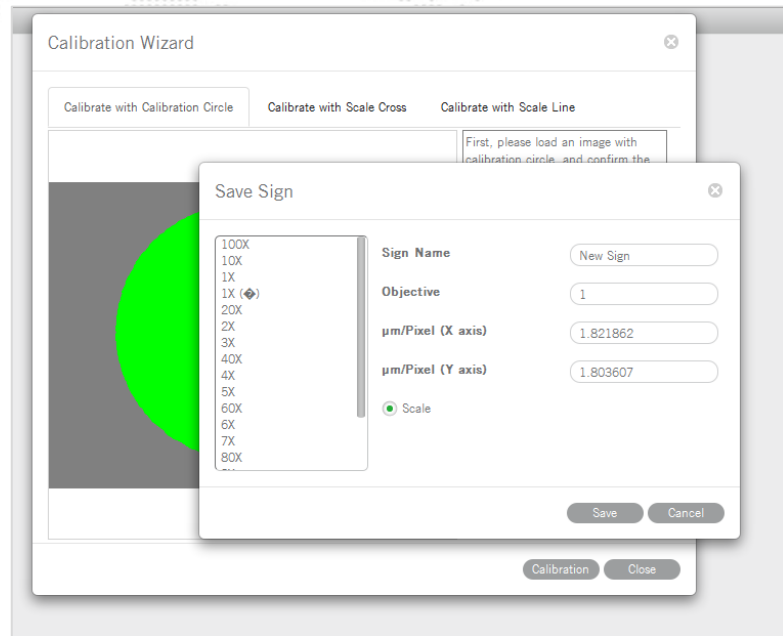 Calibration Wizard
Calibrate with Calibration Circle
Calibrate with Scale Cross
Calibrate with Scale Line
First, please load an image with
calibration circle, and confirm the
Save Sign
100X
10X
1X
1X (�)
20X
2X
3X
40X
4X
5X
60X
6X
7X
80X
Sign Name
New Sign
Objective
1
µm/Pixel (X axis)
1.821862
µm/Pixel (Y axis)
1.803607
Scale
Save
Cancel
Calibration
Close